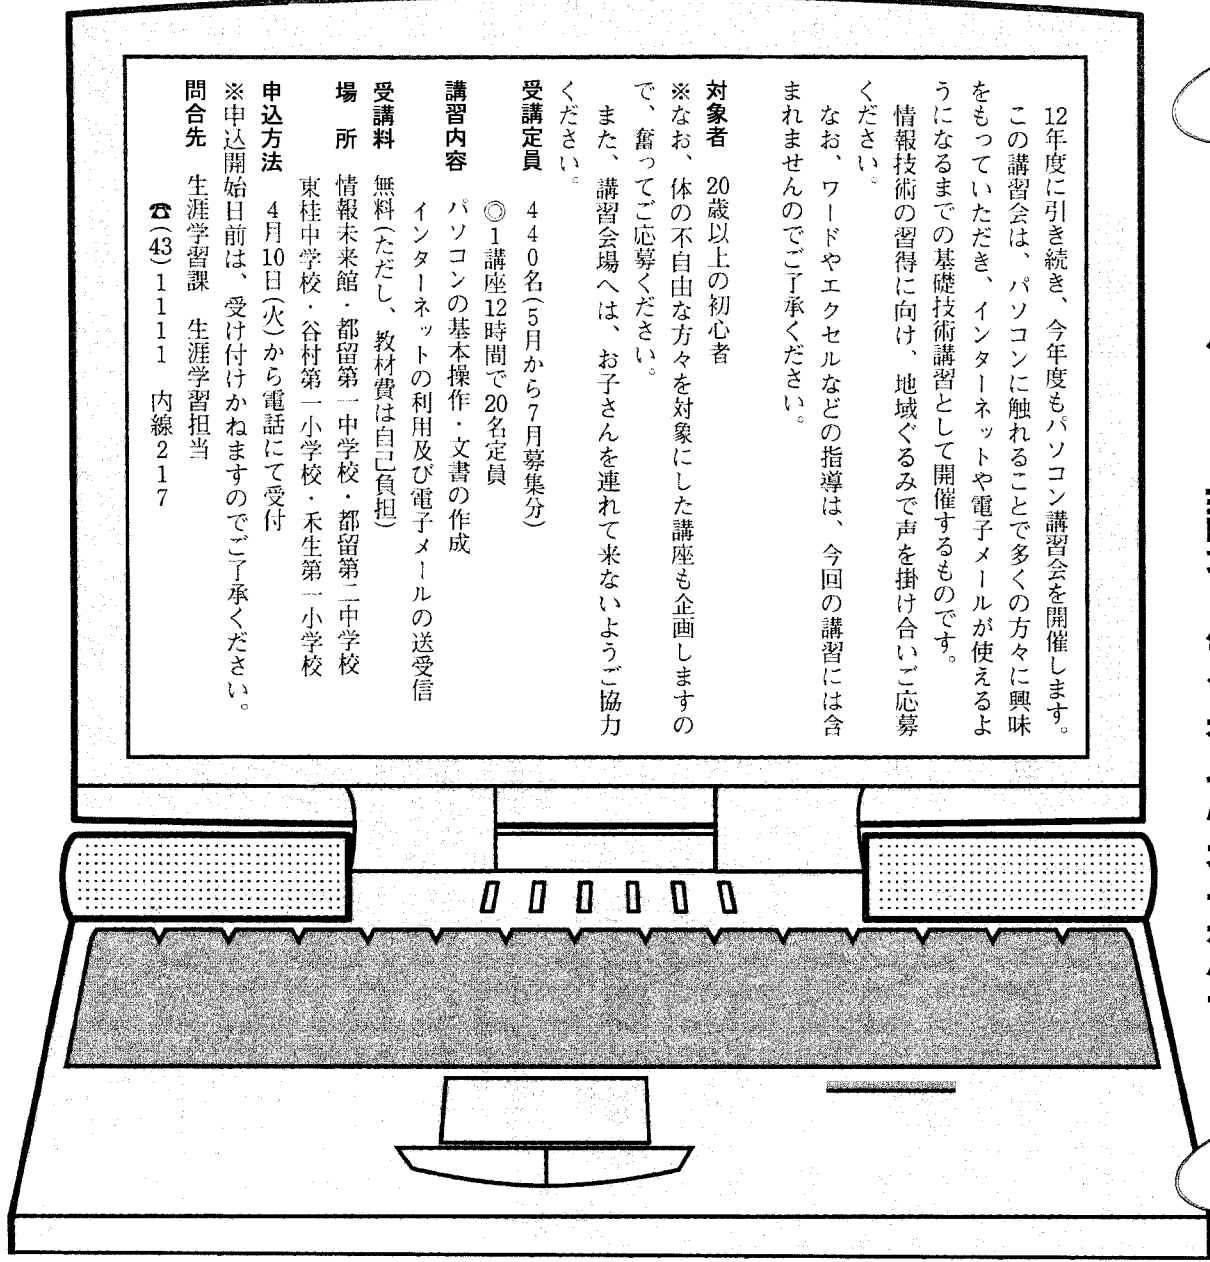 12年度に引き続き、今年度もパソコン講習会を開催します。
この講習会は、パソコンに触れることで多くの方々に興味
をもっていただき、インターネットや電子メールが使えるよ
うになるまでの基礎技術講習として開催するものです。
情報技術の習得に向け、地域ぐるみで声を掛け合いご応募
ください。
なお、ワードやエクセルなどの指導は、今回の講習には含
まれませんのでご了承ください。
対象者 20歳以上の初心者
※なお、体の不自由な方々を対象にした講座も企画しますの
で、奮ってご応募ください。
また、講習会場へは、お子さんを連れて来ないようご協力
ください。
受講定員 440名(5月から7月募集分)
◎1講座12時間で20名定員
講習内容 パソコンの基本操作・文書の作成
インターネットの利用及び電子メールの送受信
受講料 無料(ただし、教材費は自己負担)
場 所 情報未来館・都留第一中学校・都留第二中学校
東桂中学校・谷村第一小学校・禾生第一小学校
申込方法 4月10日(火)から電話にて受付
※申込開始日前は、受け付けかねますのでご了承ください。
問合先 生涯学習課 生涯学習担当
☎(43)1111 内線217